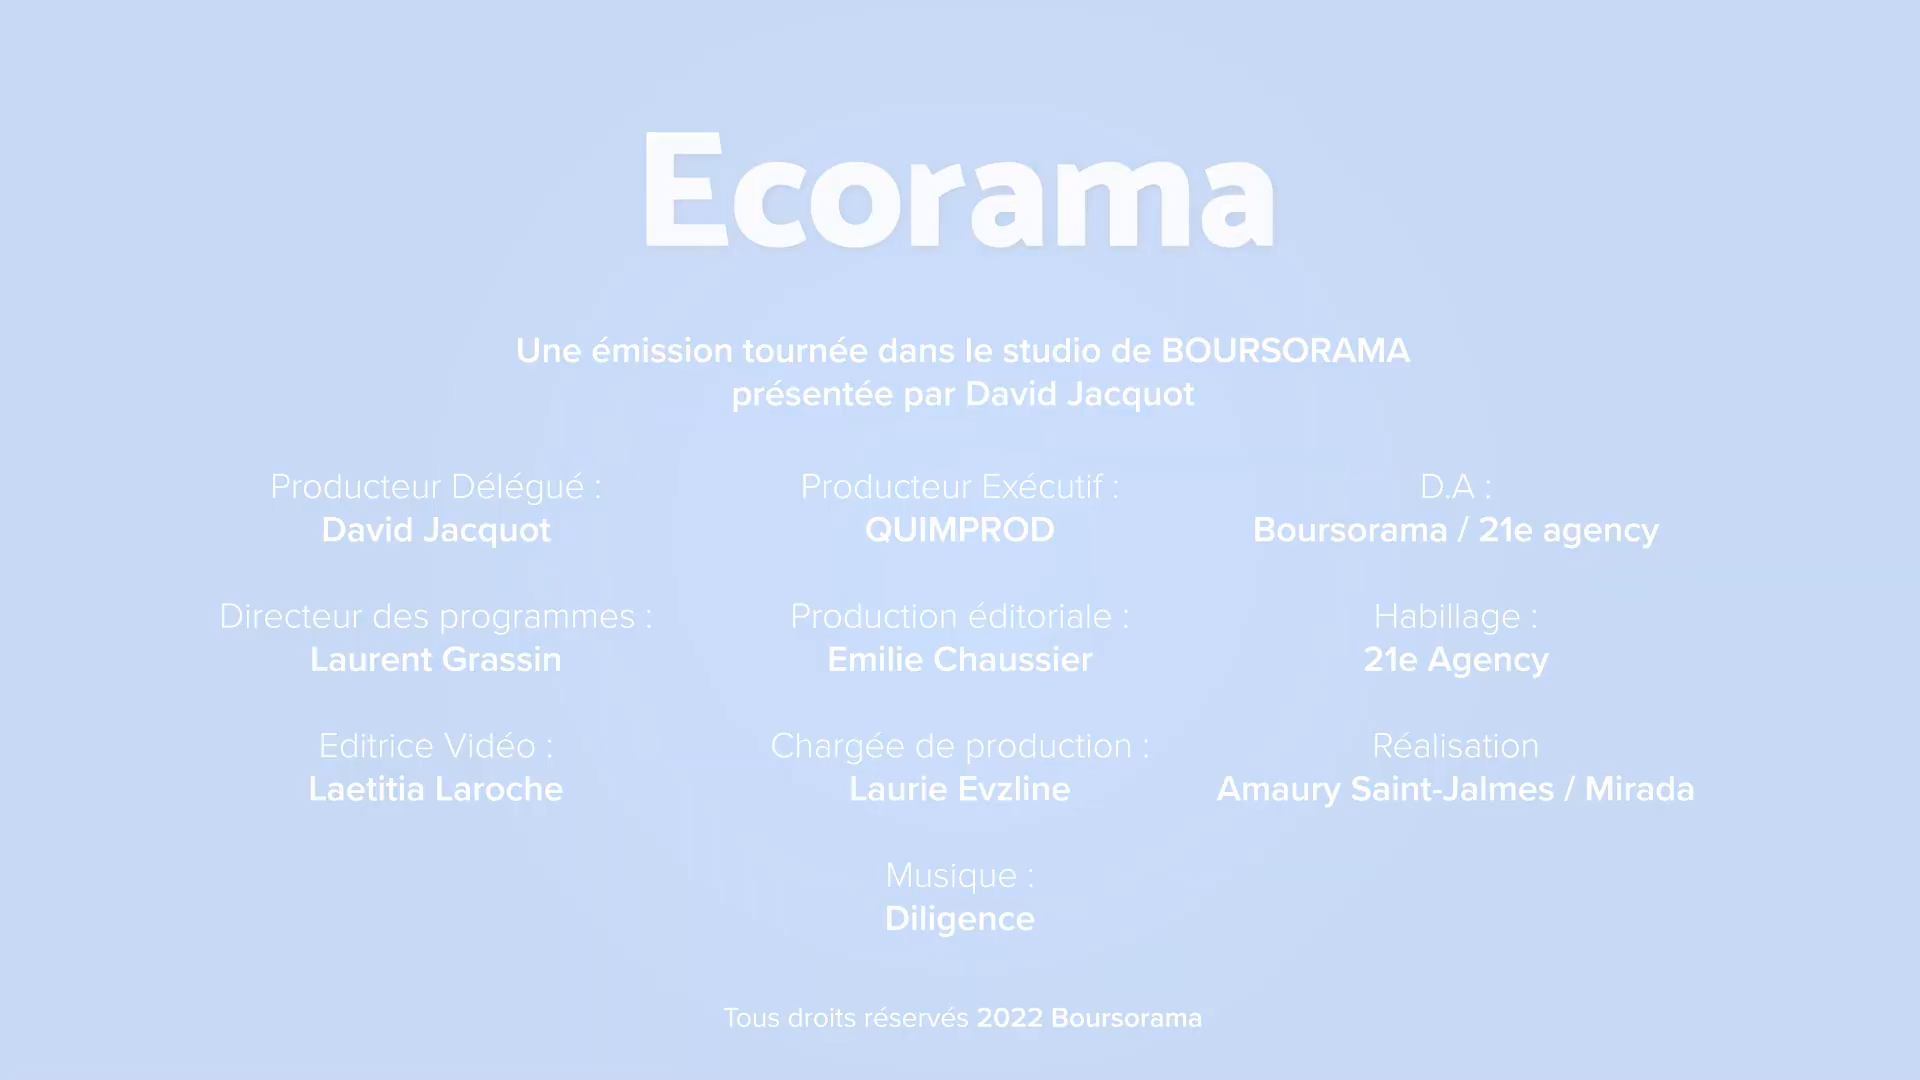 Ecorama
Une émission tournée dans le studio de BOURSORAMA
présentée par David Jacquot
Producteur Délégué :
David Jacquot
Producteur Exécutif :
QUIMPROD
D.A :
Boursorama / 21e agency
Directeur des programmes :
Laurent Grassin
Production éditoriale :
Emilie Chaussier
Habillage :
21e Agency
Editrice Vidéo :
Laetitia Laroche
Chargée de production :
Laurie Evzline
Réalisation
Amaury Saint-Jalmes / Mirada
Musique :
Diligence
Tous droits réservés 2022 Boursorama